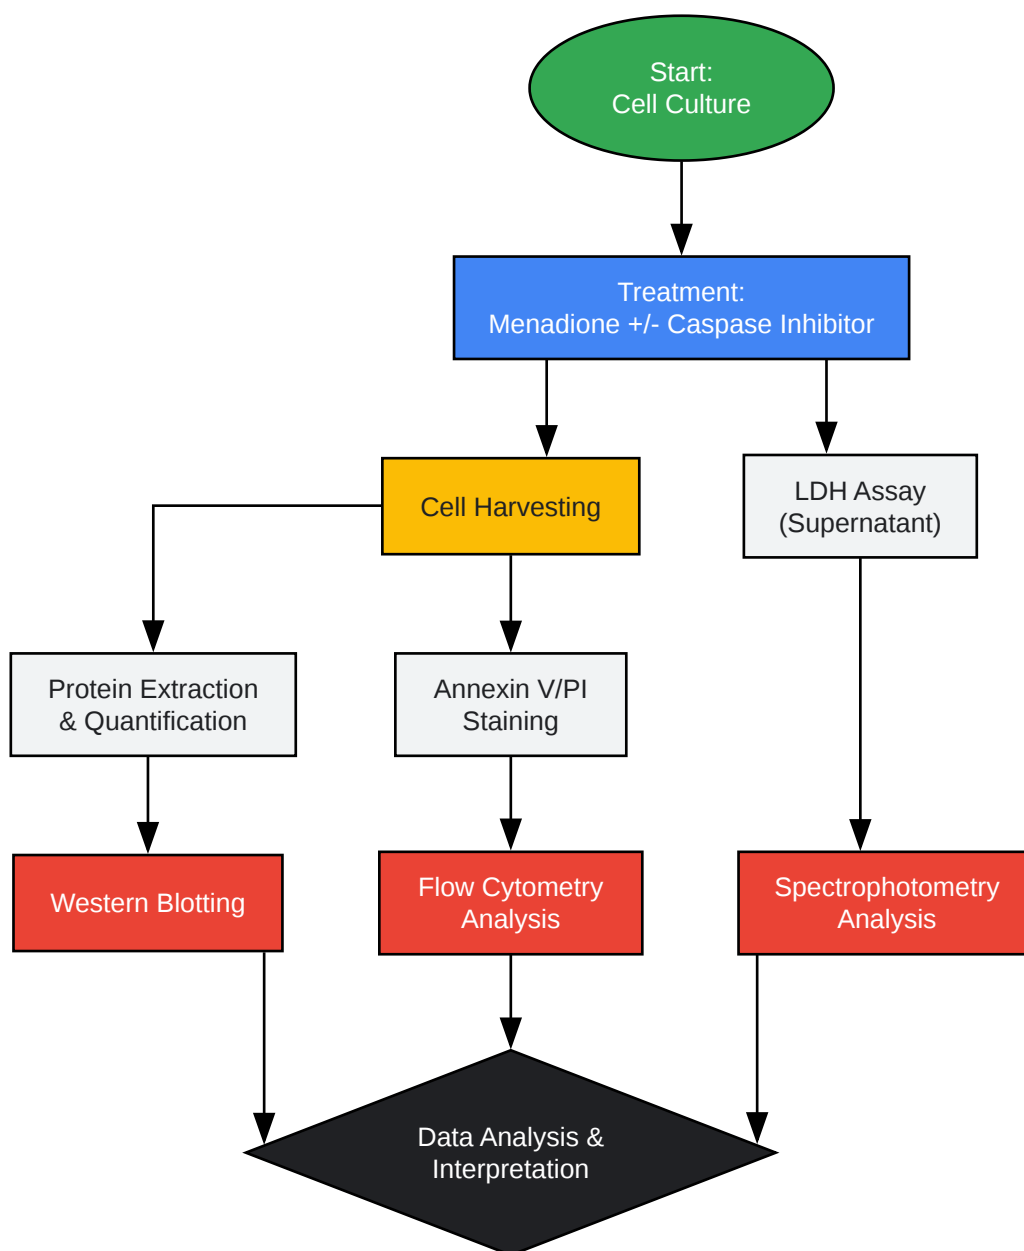 Start:
Cell Culture
Treatment:
Menadione +/- Caspase Inhibitor
Cell Harvesting
LDH Assay
(Supernatant)
Protein Extraction
& Quantification
Annexin V/PI
Staining
Western Blotting
Flow Cytometry
Analysis
Spectrophotometry
Analysis
Data Analysis &
Interpretation